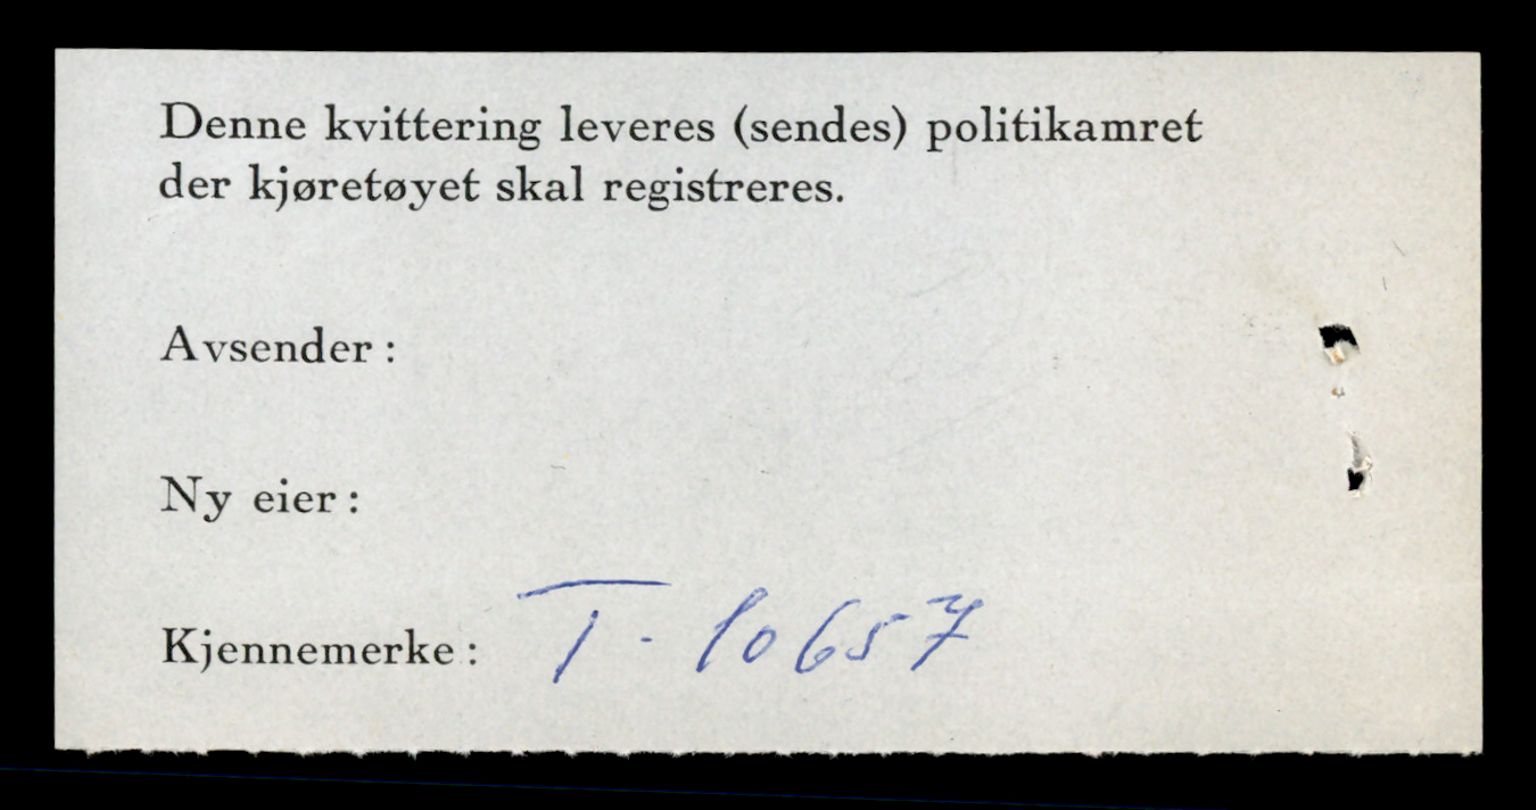 Denne kvittering leveres (sendes) politikamret
der kjøretøyet skal registreres.
Avsender:
Ny eier:
Kjennemerke: T-10657